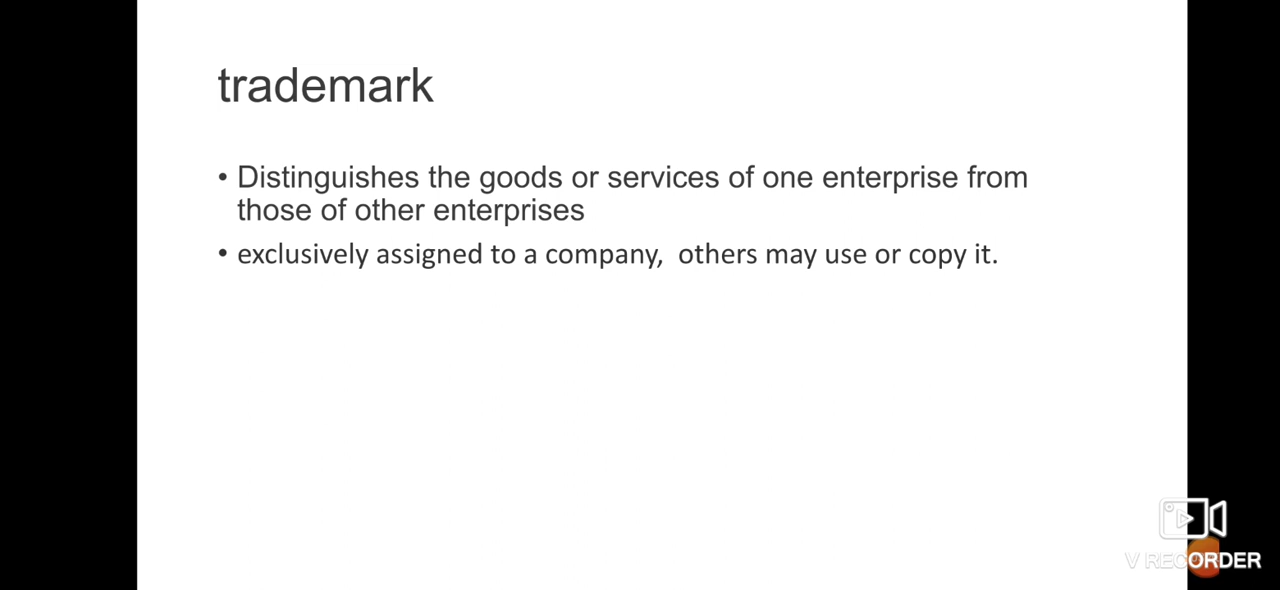 trademark
• Distinguishes the goods or services of one enterprise from
those of other enterprises
• exclusively assigned to a company,  others may use or copy it.
V RECORDER